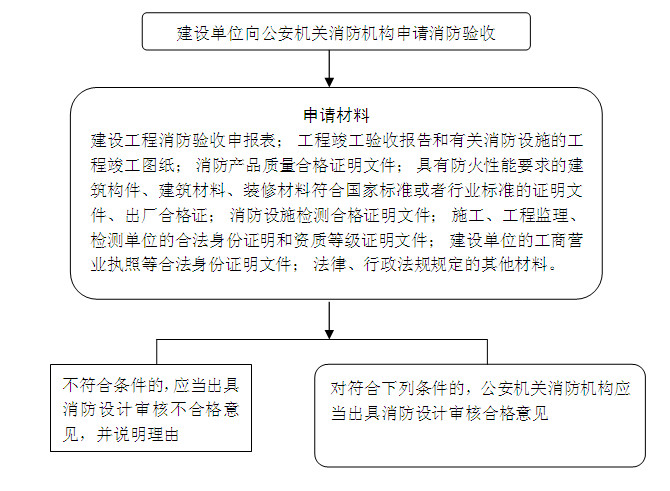 建设单位向公安机关消防机构申请消防验收
申请材料
建设工程消防验收申报表； 工程竣工验收报告和有关消防设施的工
程竣工图纸； 消防产品质量合格证明文件； 具有防火性能要求的建
筑构件、建筑材料、装修材料符合国家标准或者行业标准的证明文
件、出厂合格证； 消防设施检测合格证明文件； 施工、工程监理、
检测单位的合法身份证明和资质等级证明文件； 建设单位的工商营
业执照等合法身份证明文件； 法律、行政法规规定的其他材料。
不符合条件的，应当出具
消防设计审核不合格意
见，并说明理由
对符合下列条件的，公安机关消防机构应
当出具消防设计审核合格意见